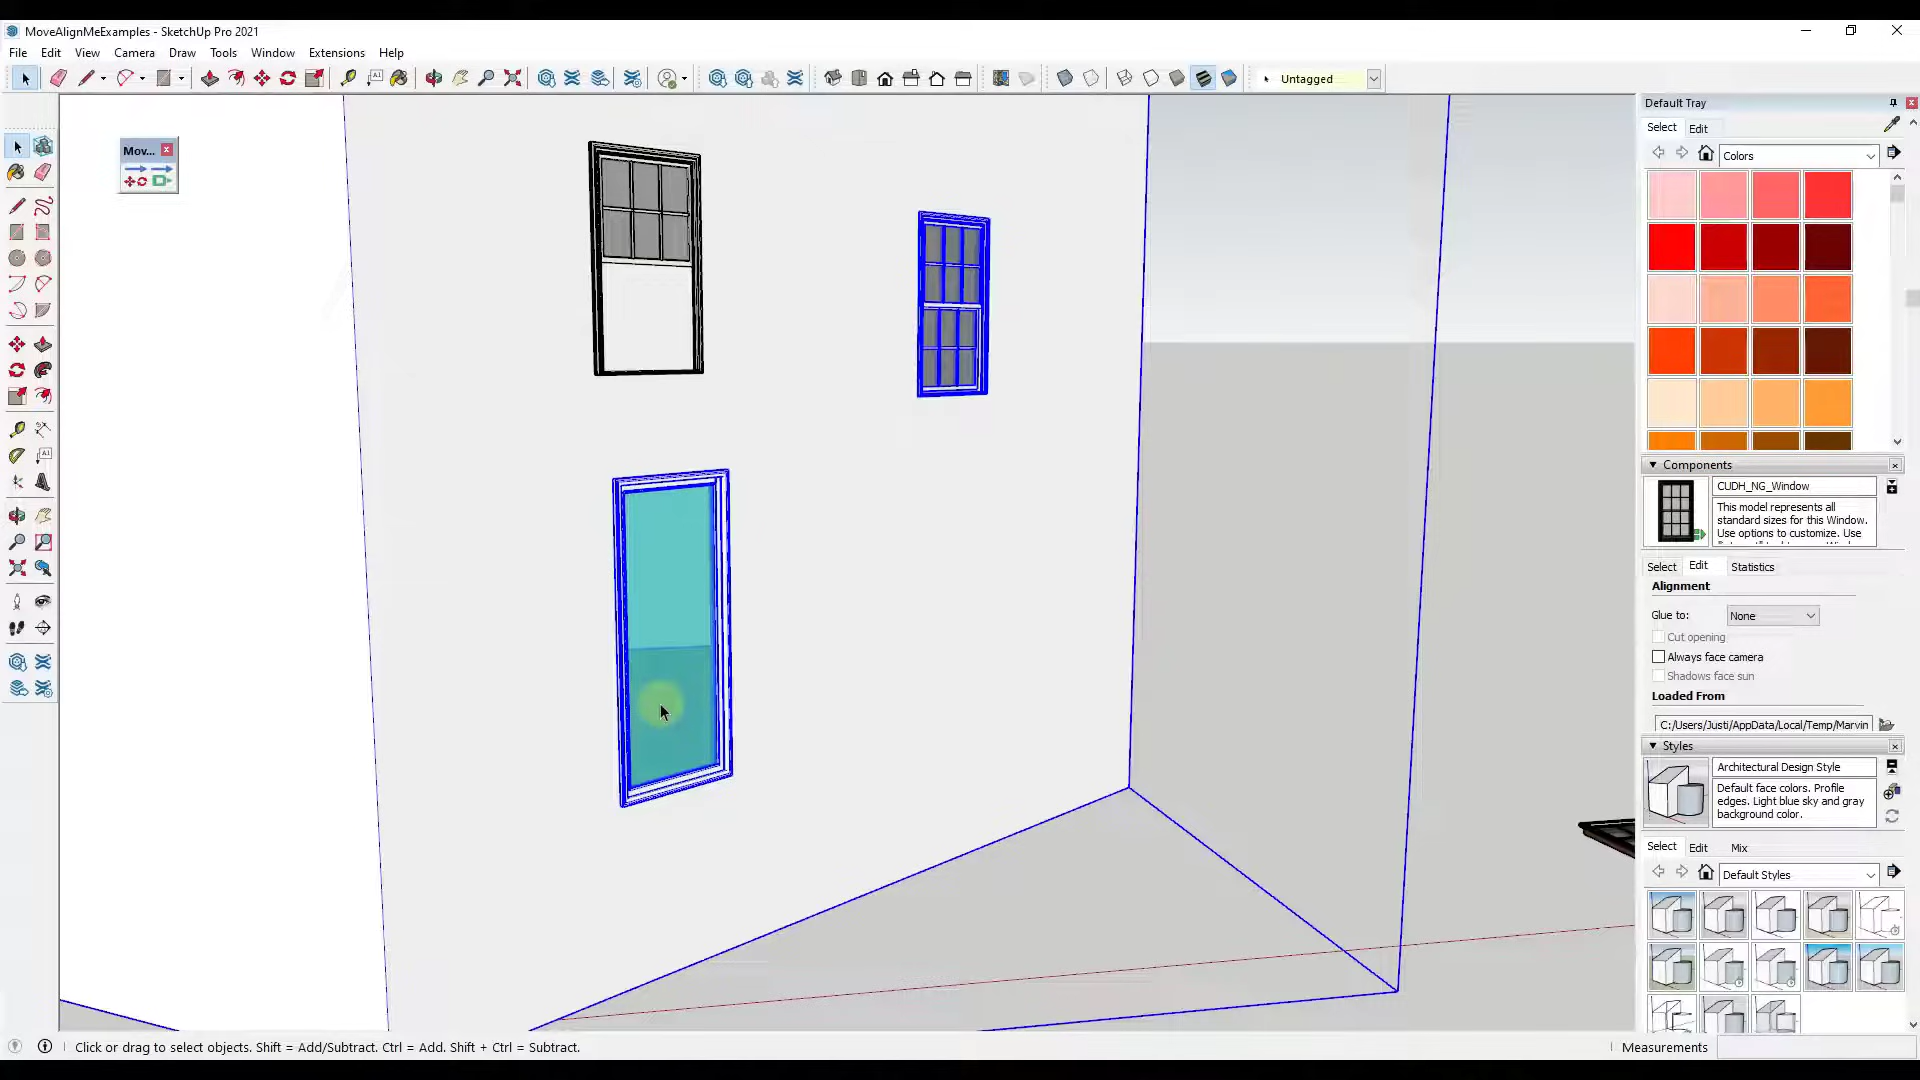 MoveAlignMeExamples - SketchUp Pro 2021
File Edit View Camera Draw Tools Window Extensions Help
Untagged
Default Tray
Mov...
Select Edit
Colors
Components
CUDH_NG_Window
This model represents all
standard sizes for this Window.
Use options to customize. Use
Select Edit Statistics
Alignment
Glue to: None
Cut opening
Always face camera
Shadows face sun
Loaded From
C:/Users/Justi/AppData/Local/Temp/Marvin
Styles
Architectural Design Style
Default face colors. Profile
edges. Light blue sky and gray
background color.
Select Edit Mix
Default Styles
Click or drag to select objects. Shift = Add/Subtract. Ctrl = Add. Shift + Ctrl = Subtract.
Measurements